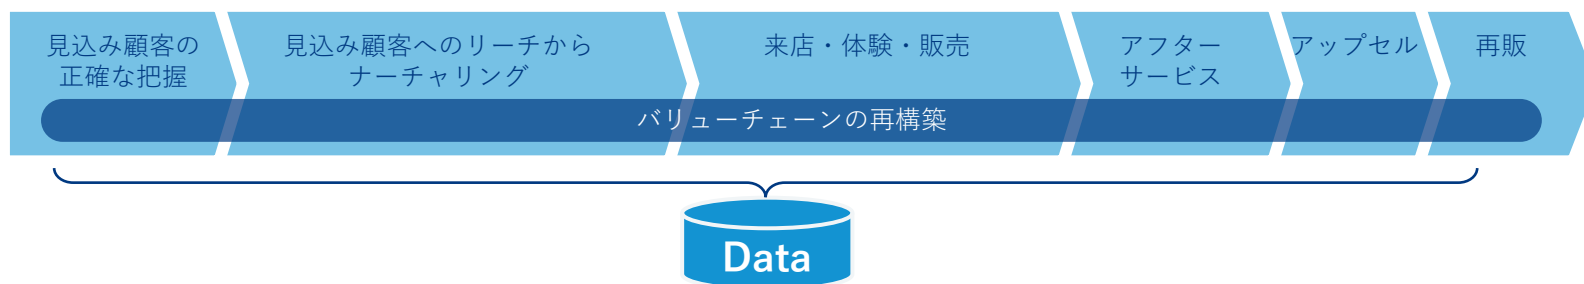 見込み顧客の
正確な把握
見込み顧客へのリーチから
ナーチャリング
来店・体験・販売
アフター
サービス
アップセル
再販
バリューチェーンの再構築
Data